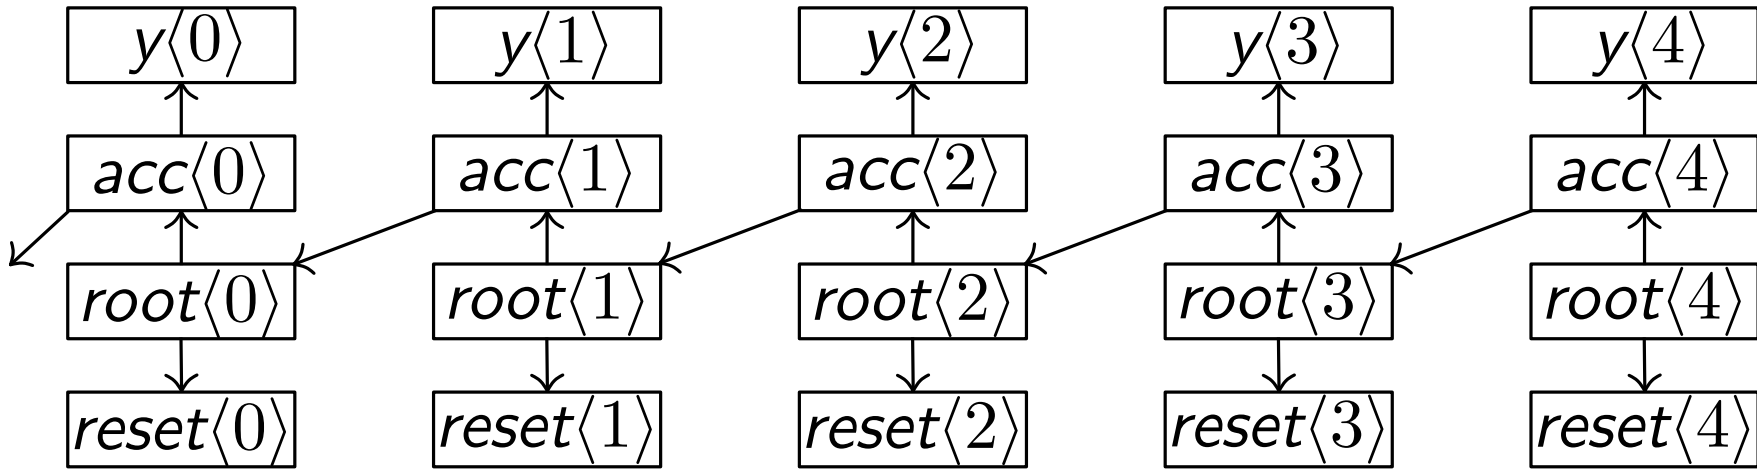 y⟨0⟩ y⟨1⟩ y⟨2⟩ y⟨3⟩ y⟨4⟩
acc⟨0⟩ acc⟨1⟩ acc⟨2⟩ acc⟨3⟩ acc⟨4⟩
root⟨0⟩ root⟨1⟩ root⟨2⟩ root⟨3⟩ root⟨4⟩
reset⟨0⟩ reset⟨1⟩ reset⟨2⟩ reset⟨3⟩ reset⟨4⟩